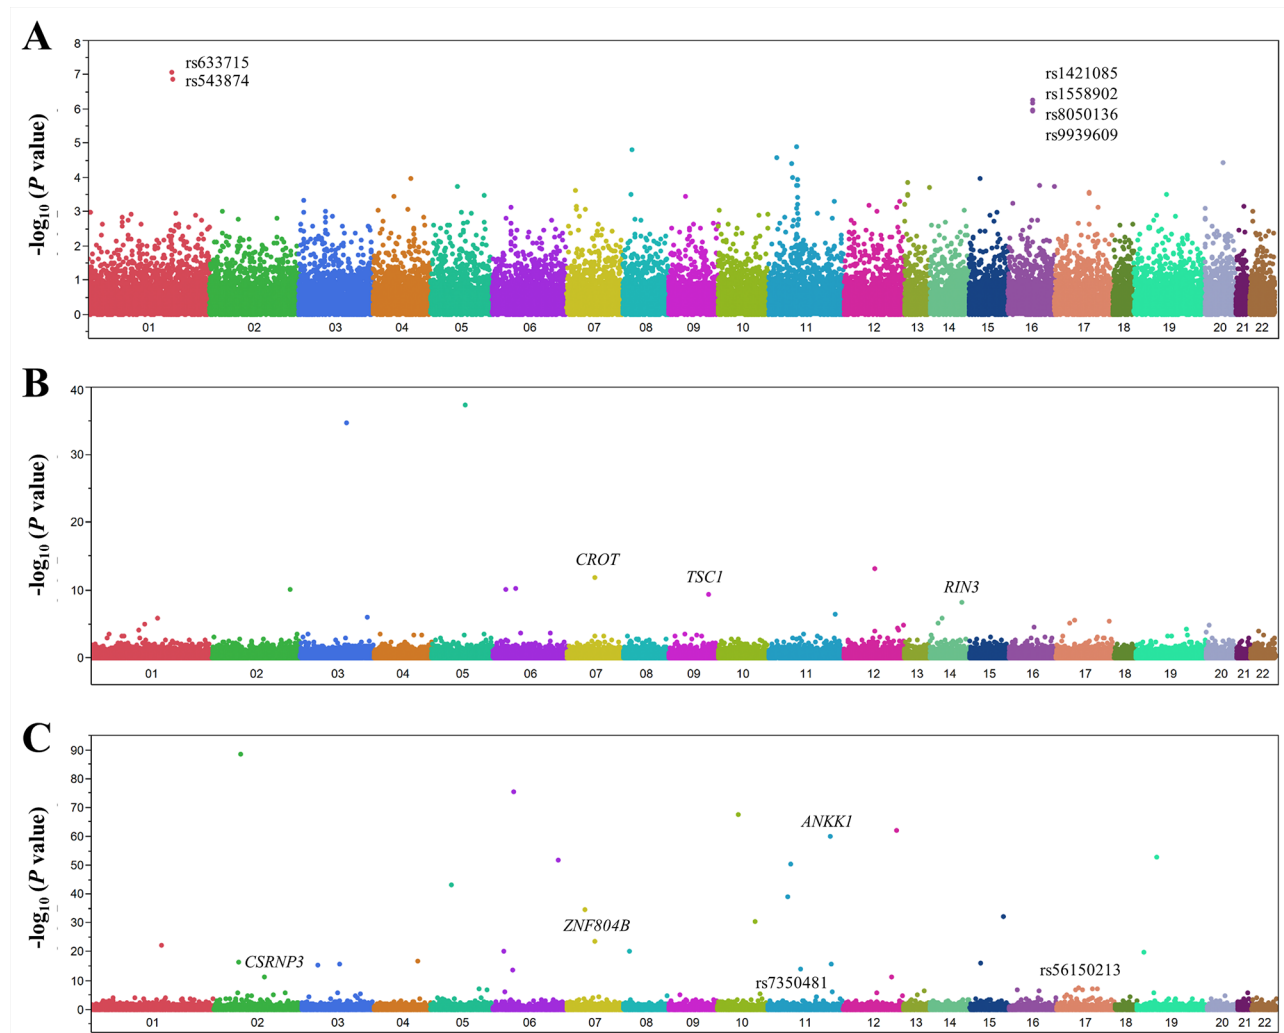 A
8
rs633715
rs1421085
7
rs543874
rs1558902
6
rs8050136
rs9939609
5
4
3
2
1
0
-log10 (P value)
01 02 03 04 05 06 07 08 09 10 11 12 13 14 15 16 17 18 19 20 21 22
B
40
30
20
CROT
TSC1
RIN3
10
0
-log10 (P value)
01 02 03 04 05 06 07 08 09 10 11 12 13 14 15 16 17 18 19 20 21 22
C
90
80
70
60
ANKK1
50
40
30
ZNF804B
20
CSRNP3
rs56150213
10
rs7350481
0
-log10 (P value)
01 02 03 04 05 06 07 08 09 10 11 12 13 14 15 16 17 18 19 20 21 22